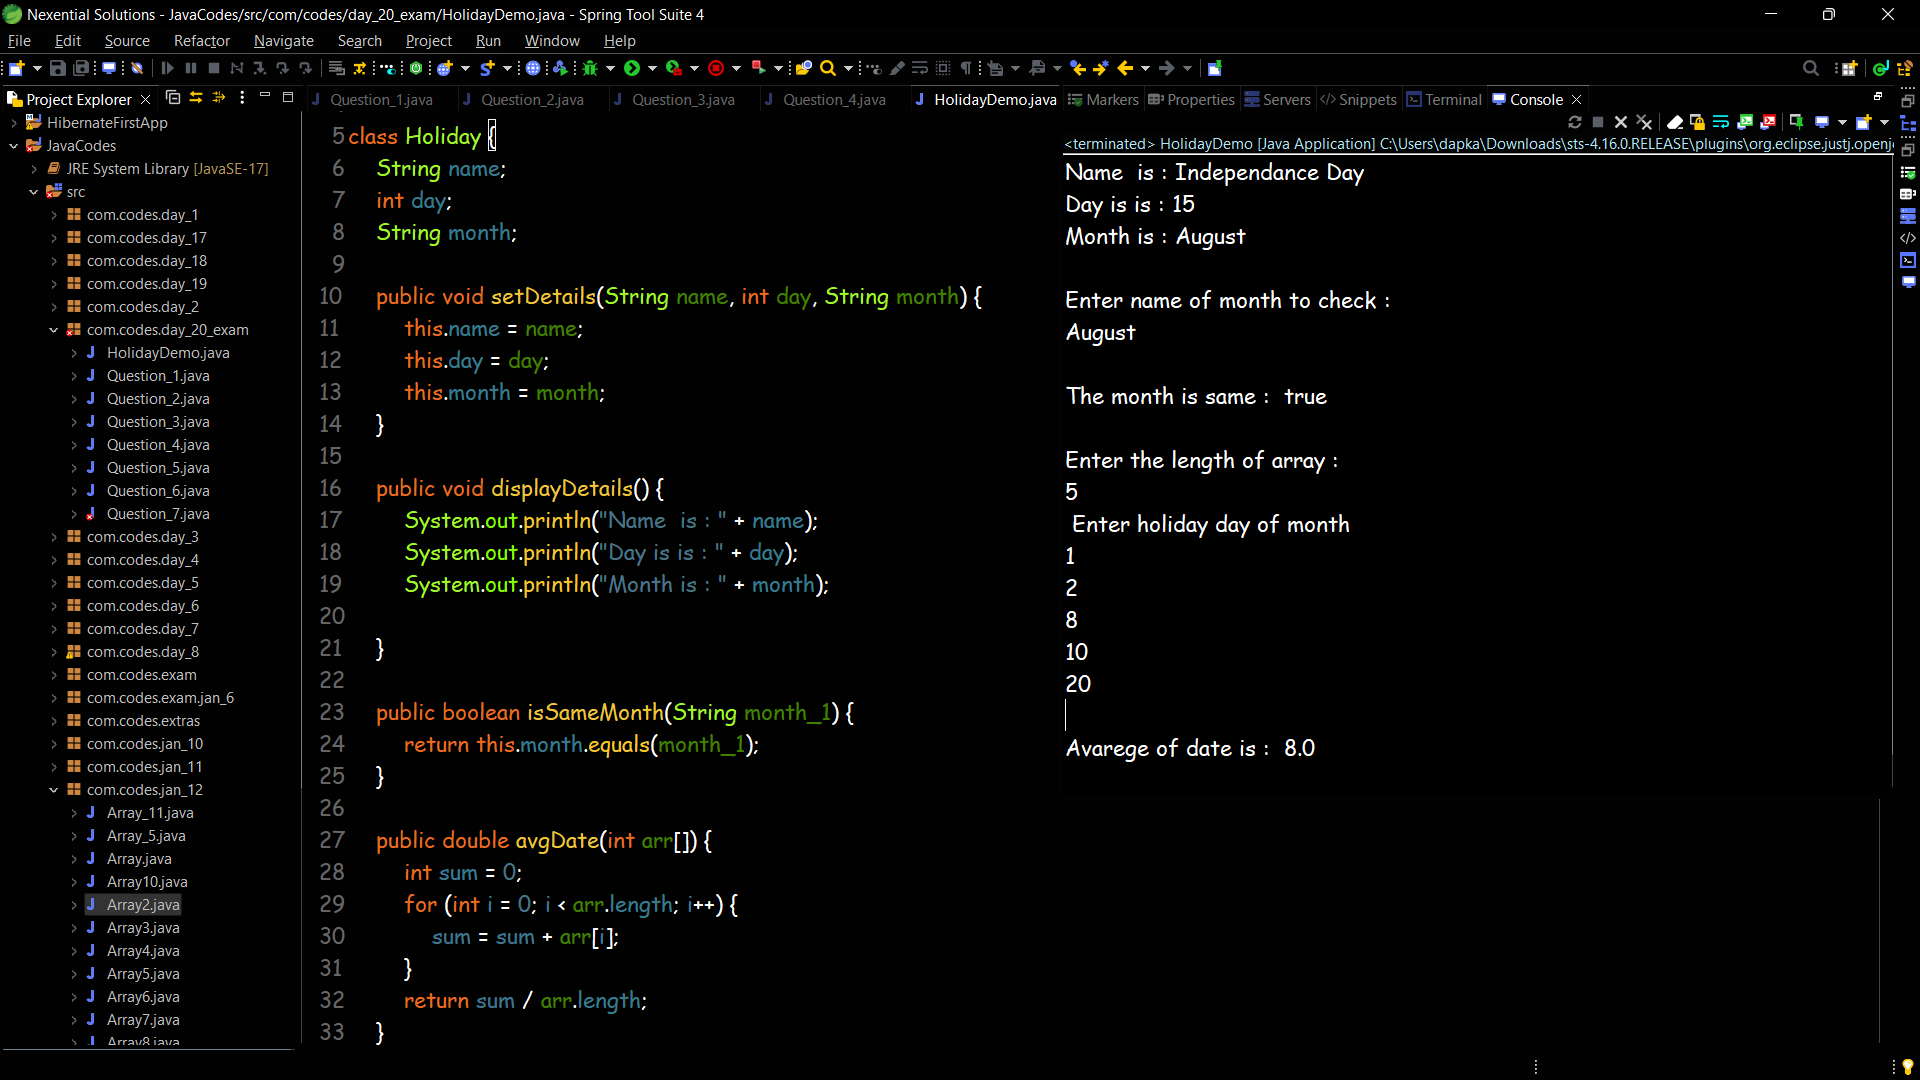 Nexential Solutions - JavaCodes/src/com/codes/day_20_exam/HolidayDemo.java - Spring Tool Suite 4
File Edit Source Refactor Navigate Search Project Run Window Help
Project Explorer
HibernateFirstApp
JavaCodes
JRE System Library [JavaSE-17]
src
com.codes.day_1
com.codes.day_17
com.codes.day_18
com.codes.day_19
com.codes.day_2
com.codes.day_20_exam
HolidayDemo.java
Question_1.java
Question_2.java
Question_3.java
Question_4.java
Question_5.java
Question_6.java
Question_7.java
com.codes.day_3
com.codes.day_4
com.codes.day_5
com.codes.day_6
com.codes.day_7
com.codes.day_8
com.codes.exam
com.codes.exam.jan_6
com.codes.extras
com.codes.jan_10
com.codes.jan_11
com.codes.jan_12
Array_11.java
Array_5.java
Array.java
Array10.java
Array2.java
Array3.java
Array4.java
Array5.java
Array6.java
Array7.java
Array8.java
Question_1.java Question_2.java Question_3.java Question_4.java HolidayDemo.java
5 class Holiday {
6 String name;
7 int day;
8 String month;
9
10 public void setDetails(String name, int day, String month) {
11 this.name = name;
12 this.day = day;
13 this.month = month;
14 }
15
16 public void displayDetails() {
17 System.out.println("Name  is : " + name);
18 System.out.println("Day is is : " + day);
19 System.out.println("Month is : " + month);
20
21 }
22
23 public boolean isSameMonth(String month_1) {
24 return this.month.equals(month_1);
25 }
26
27 public double avgDate(int arr[]) {
28 int sum = 0;
29 for (int i = 0; i < arr.length; i++) {
30 sum = sum + arr[i];
31 }
32 return sum / arr.length;
33 }
Markers Properties Servers Snippets Terminal Console
<terminated> HolidayDemo [Java Application] C:\Users\dapka\Downloads\sts-4.16.0.RELEASE\plugins\org.eclipse.justj.openj
Name  is : Independance Day
Day is is : 15
Month is : August
Enter name of month to check :
August
The month is same :  true
Enter the length of array :
5
Enter holiday day of month
1
2
8
10
20
Avarege of date is :  8.0